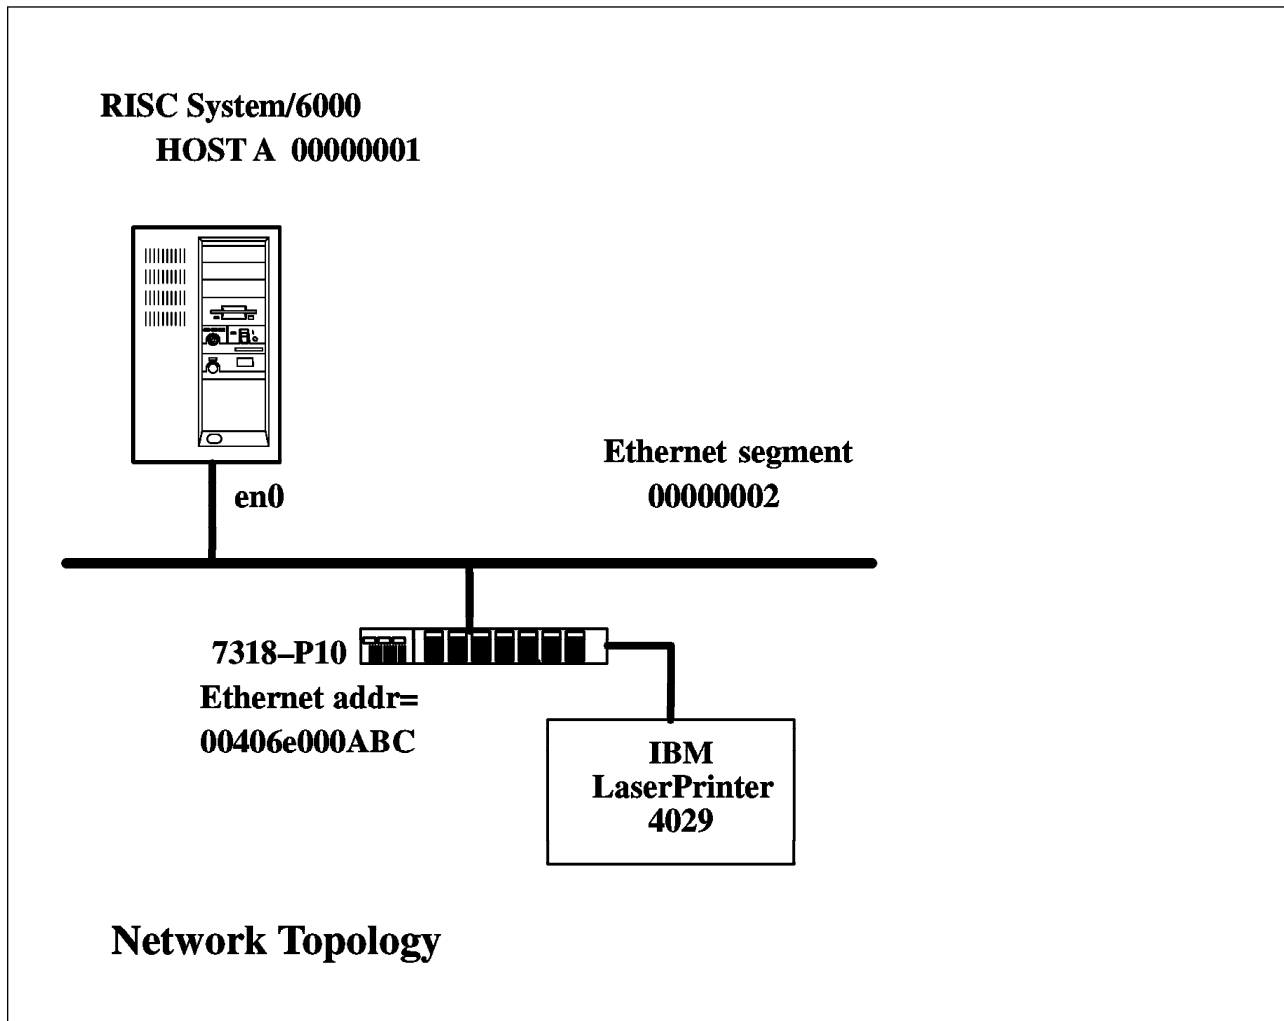 RISC System/6000
HOST A 00000001
Ethernet segment
00000002
en0
7318–P10
Ethernet addr=
00406e000ABC
IBM
LaserPrinter
4029
Network Topology